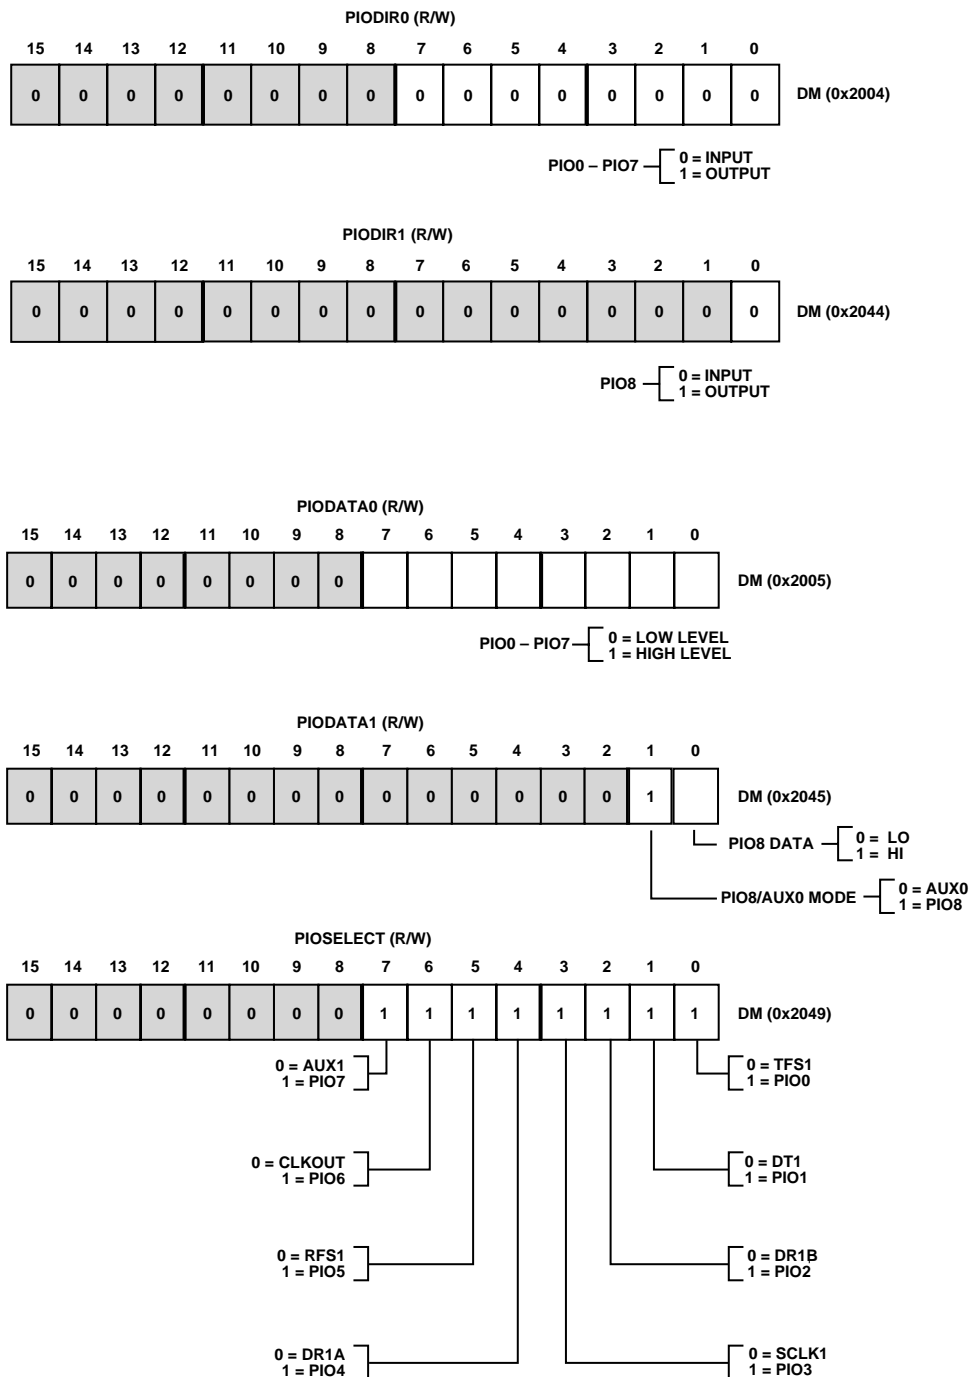 PIODIR0 (R/W)
15 14 13 12 11 10 9 8 7 6 5 4 3 2 1 0
0 0 0 0 0 0 0 0 0 0 0 0 0 0 0 0 DM (0x2004)
PIO0 – PIO7 0 = INPUT
1 = OUTPUT
PIODIR1 (R/W)
15 14 13 12 11 10 9 8 7 6 5 4 3 2 1 0
0 0 0 0 0 0 0 0 0 0 0 0 0 0 0 0 DM (0x2044)
PIO8 0 = INPUT
1 = OUTPUT
PIODATA0 (R/W)
15 14 13 12 11 10 9 8 7 6 5 4 3 2 1 0
0 0 0 0 0 0 0 0 DM (0x2005)
PIO0 – PIO7 0 = LOW LEVEL
1 = HIGH LEVEL
PIODATA1 (R/W)
15 14 13 12 11 10 9 8 7 6 5 4 3 2 1 0
0 0 0 0 0 0 0 0 0 0 0 0 0 0 1 DM (0x2045)
PIO8 DATA 0 = LO
1 = HI
PIO8/AUX0 MODE 0 = AUX0
1 = PIO8
PIOSELECT (R/W)
15 14 13 12 11 10 9 8 7 6 5 4 3 2 1 0
0 0 0 0 0 0 0 0 1 1 1 1 1 1 1 1 DM (0x2049)
0 = AUX1 0 = TFS1
1 = PIO7 1 = PIO0
0 = CLKOUT 0 = DT1
1 = PIO6 1 = PIO1
0 = RFS1 0 = DR1B
1 = PIO5 1 = PIO2
0 = DR1A 0 = SCLK1
1 = PIO4 1 = PIO3